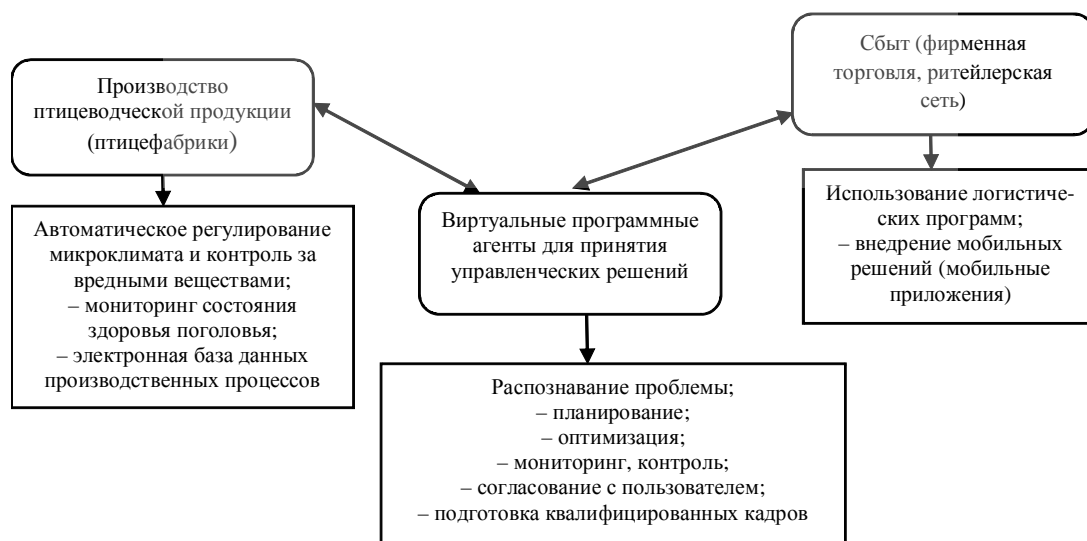 Производство
птицеводческой продукции
(птицефабрики)
Автоматическое регулирование
микроклимата и контроль за
вредными веществами;
– мониторинг состояния
здоровья поголовья;
– электронная база данных
производственных процессов
Виртуальные программные
агенты для принятия
управленческих решений
Распознавание проблемы;
– планирование;
– оптимизация;
– мониторинг, контроль;
– согласование с пользователем;
– подготовка квалифицированных кадров
Сбыт (фирменная
торговля, ритейлерская
сеть)
Использование логистиче-
ских программ;
– внедрение мобильных
решений (мобильные
приложения)